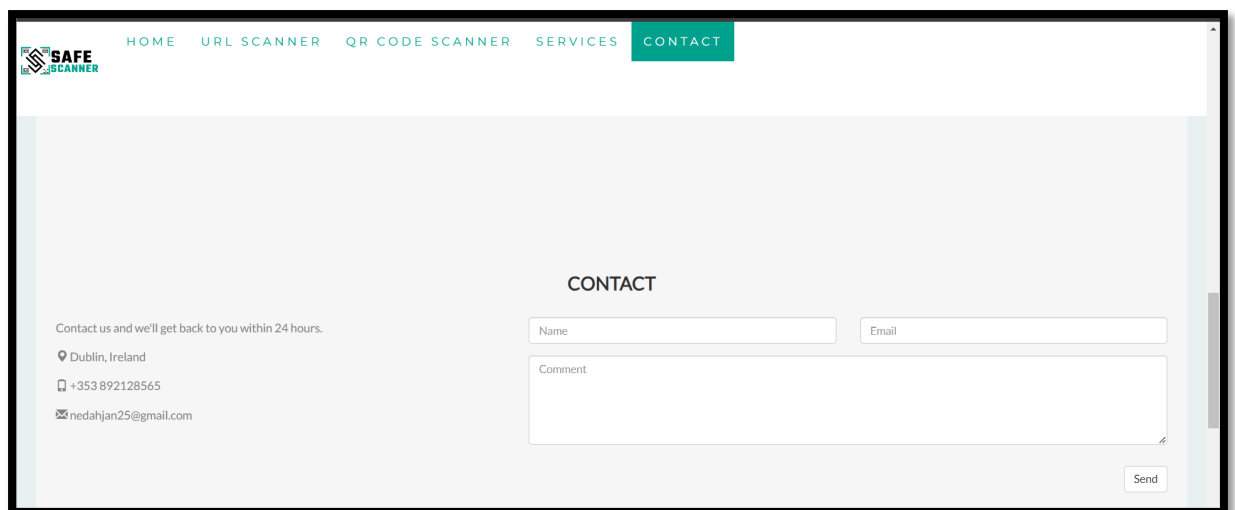 SAFE
SCANNER
HOME URL SCANNER QR CODE SCANNER SERVICES CONTACT
CONTACT
Contact us and we'll get back to you within 24 hours.
Dublin, Ireland
+353 892128565
nedahjan25@gmail.com
Name Email
Comment
Send